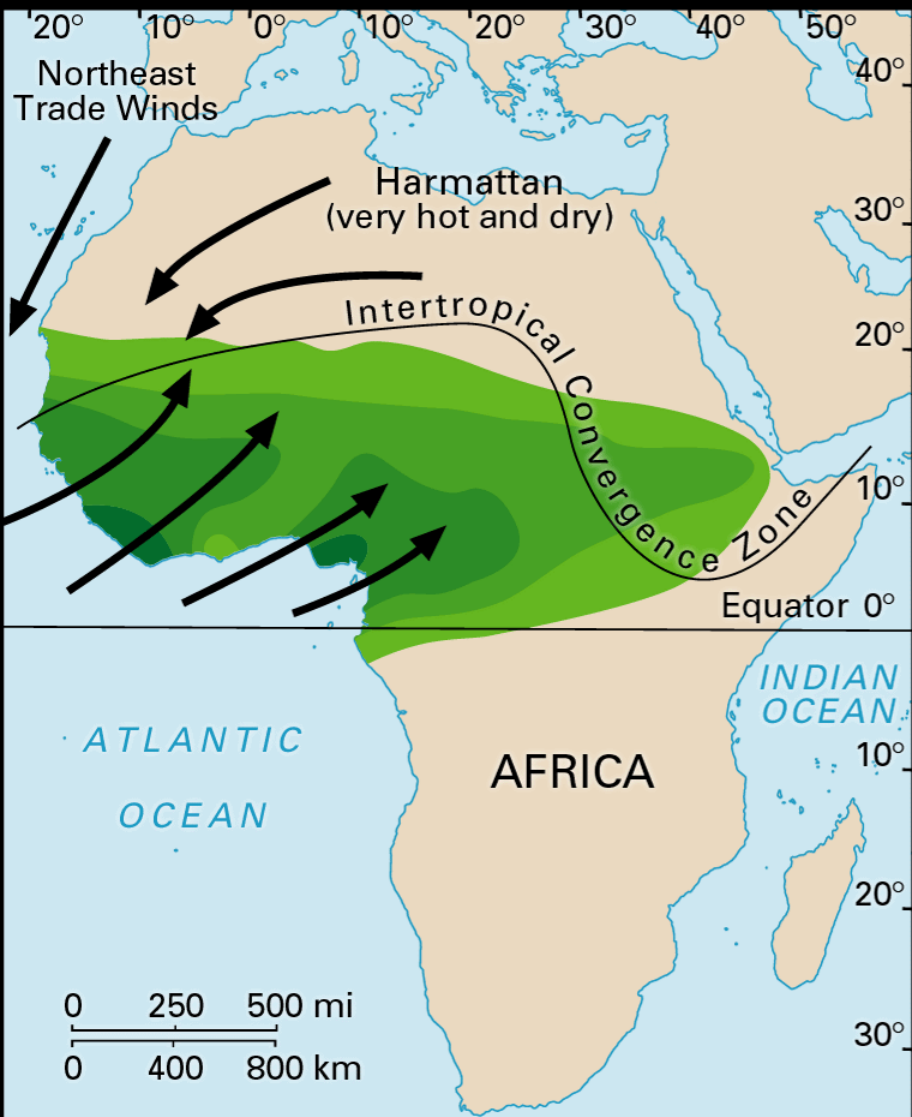 20° 10° 0° 10° 20° 30° 40° 50°
40°
Northeast
Trade Winds
Harmattan
(very hot and dry)
30°
Intertropical Convergence Zone
20°
10°
Equator 0°
INDIAN
OCEAN
ATLANTIC
OCEAN
AFRICA
10°
20°
30°
0 250 500 mi
0 400 800 km